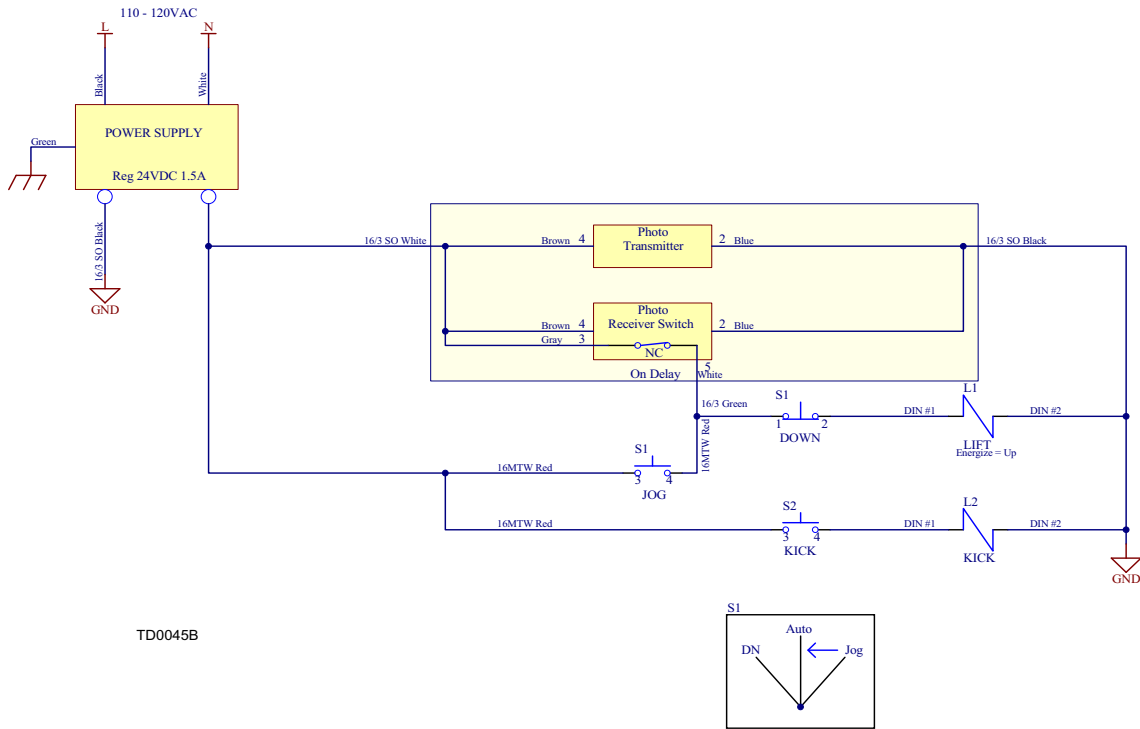 110 - 120VAC
L N
Black
White
POWER SUPPLY
Green
Reg 24VDC 1.5A
16/3 SO Black
GND
16/3 SO White
Brown 4
Photo
Transmitter
2 Blue
16/3 SO Black
Photo
Receiver Switch
Brown 4
2 Blue
Gray 3
NC
5
On Delay
White
16/3 Green
16MTW Red
S1
1 2
DOWN
DIN #1
L1
LIFT
Energize = Up
DIN #2
16MTW Red
S1
3 4
JOG
16MTW Red
S2
3 4
KICK
DIN #1
L2
KICK
DIN #2
GND
TD0045B
S1
Auto
DN
Jog